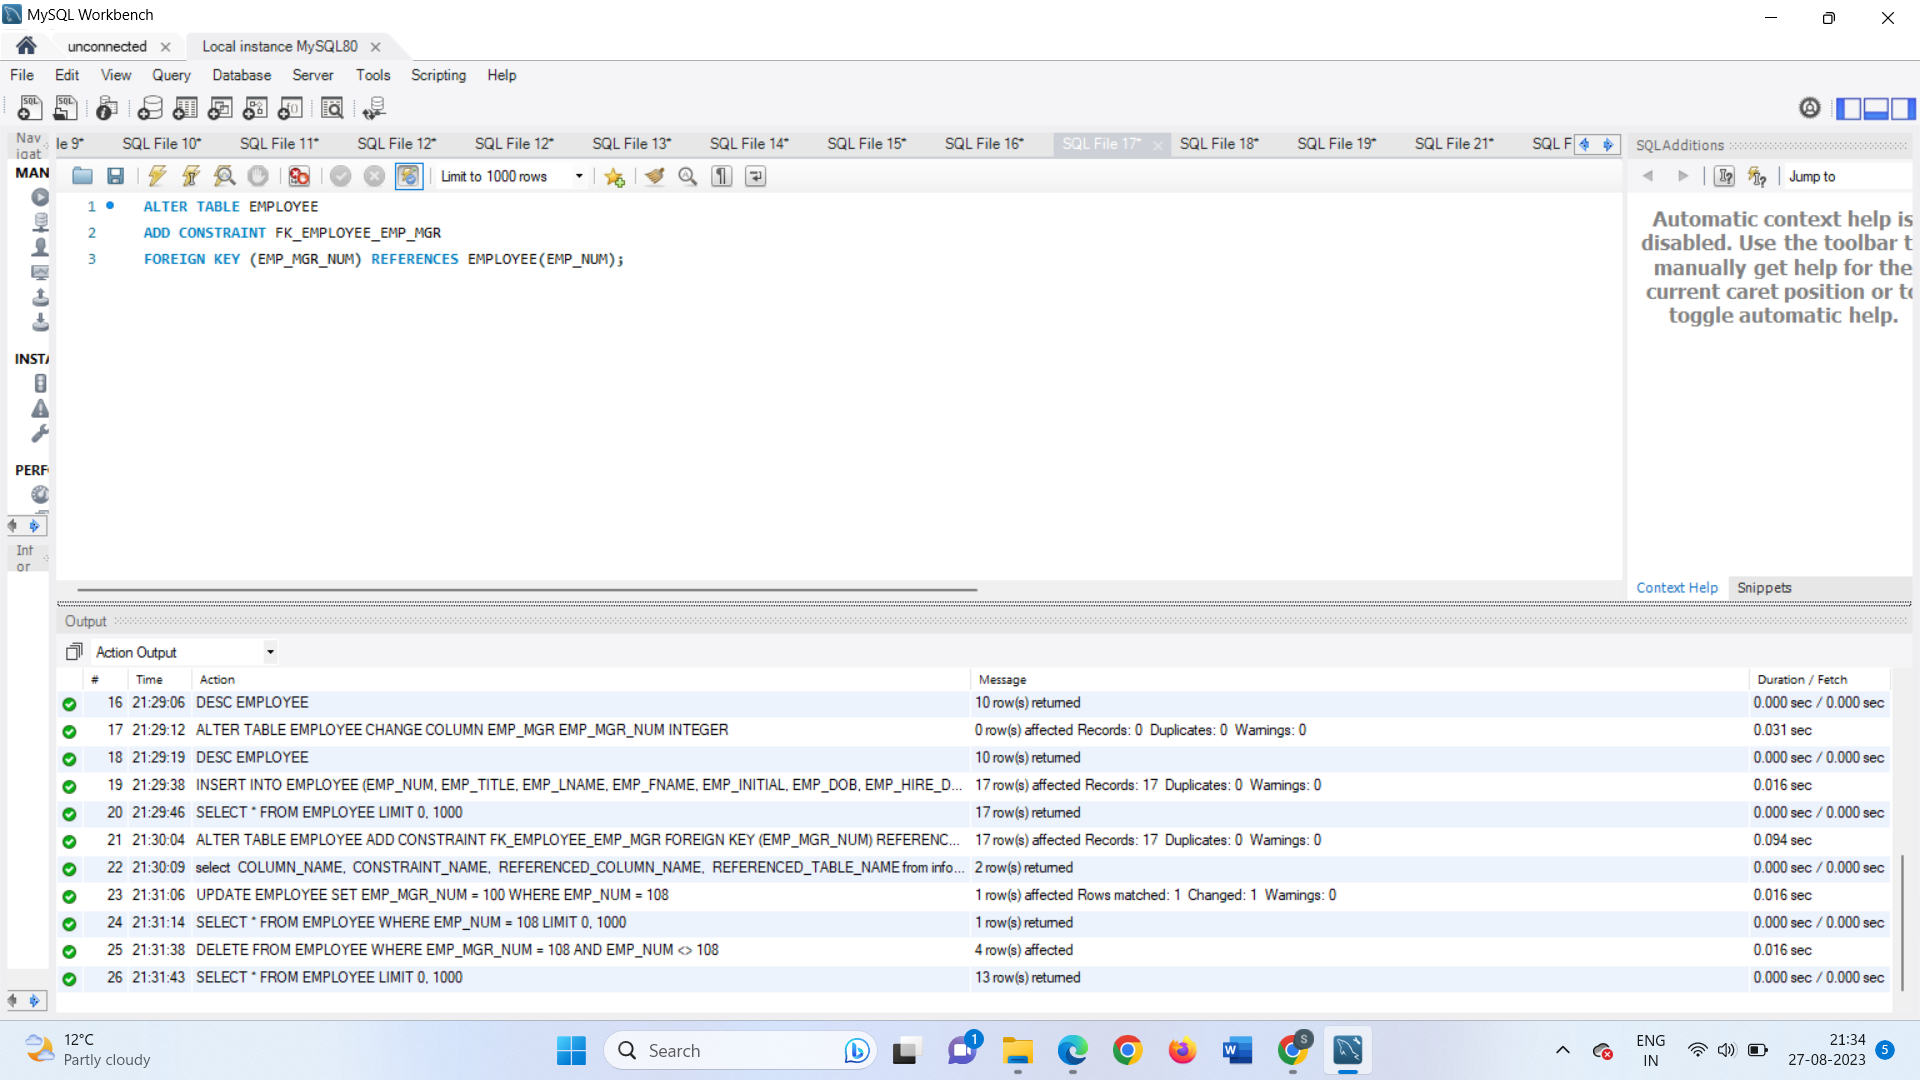 MySQL Workbench
unconnected
Local instance MySQL80
File Edit View Query Database Server Tools Scripting Help
SQL
SQL
Nav
igat
le 9* SQL File 10* SQL File 11* SQL File 12* SQL File 12* SQL File 13* SQL File 14* SQL File 15* SQL File 16* SQL File 17* SQL File 18* SQL File 19* SQL File 21* SQL F
SQLAdditions
MAN
Limit to 1000 rows
Jump to
1 ALTER TABLE EMPLOYEE
2 ADD CONSTRAINT FK_EMPLOYEE_EMP_MGR
3 FOREIGN KEY (EMP_MGR_NUM) REFERENCES EMPLOYEE(EMP_NUM);
Automatic context help is
disabled. Use the toolbar t
manually get help for the
current caret position or to
toggle automatic help.
INSTA
PERF
Inf
or
Context Help Snippets
Output
Action Output
# Time Action Message Duration / Fetch
16 21:29:06 DESC EMPLOYEE 10 row(s) returned 0.000 sec / 0.000 sec
17 21:29:12 ALTER TABLE EMPLOYEE CHANGE COLUMN EMP_MGR EMP_MGR_NUM INTEGER 0 row(s) affected Records: 0 Duplicates: 0 Warnings: 0 0.031 sec
18 21:29:19 DESC EMPLOYEE 10 row(s) returned 0.000 sec / 0.000 sec
19 21:29:38 INSERT INTO EMPLOYEE (EMP_NUM, EMP_TITLE, EMP_LNAME, EMP_FNAME, EMP_INITIAL, EMP_DOB, EMP_HIRE_D... 17 row(s) affected Records: 17 Duplicates: 0 Warnings: 0 0.016 sec
20 21:29:46 SELECT * FROM EMPLOYEE LIMIT 0, 1000 17 row(s) returned 0.000 sec / 0.000 sec
21 21:30:04 ALTER TABLE EMPLOYEE ADD CONSTRAINT FK_EMPLOYEE_EMP_MGR FOREIGN KEY (EMP_MGR_NUM) REFERENC... 17 row(s) affected Records: 17 Duplicates: 0 Warnings: 0 0.094 sec
22 21:30:09 select COLUMN_NAME, CONSTRAINT_NAME, REFERENCED_COLUMN_NAME, REFERENCED_TABLE_NAME from info... 2 row(s) returned 0.000 sec / 0.000 sec
23 21:31:06 UPDATE EMPLOYEE SET EMP_MGR_NUM = 100 WHERE EMP_NUM = 108 1 row(s) affected Rows matched: 1 Changed: 1 Warnings: 0 0.016 sec
24 21:31:14 SELECT * FROM EMPLOYEE WHERE EMP_NUM = 108 LIMIT 0, 1000 1 row(s) returned 0.000 sec / 0.000 sec
25 21:31:38 DELETE FROM EMPLOYEE WHERE EMP_MGR_NUM = 108 AND EMP_NUM <> 108 4 row(s) affected 0.016 sec
26 21:31:43 SELECT * FROM EMPLOYEE LIMIT 0, 1000 13 row(s) returned 0.000 sec / 0.000 sec
12°C
Partly cloudy
Search
1
W
S
ENG
IN
21:34
27-08-2023
5